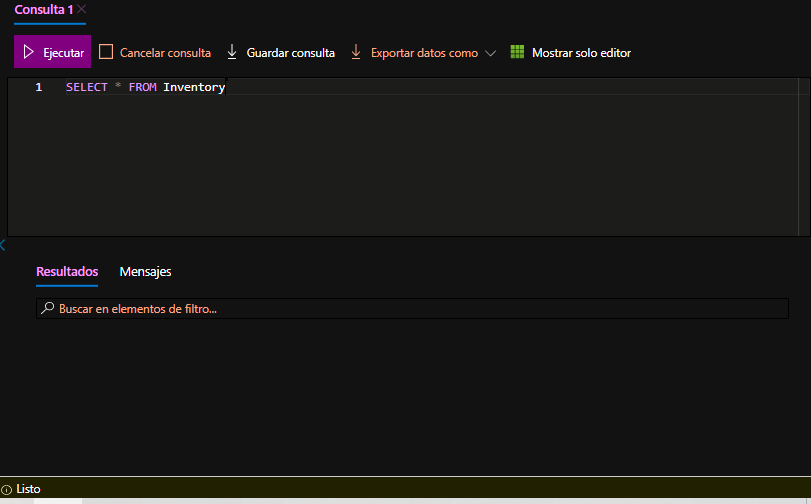 Consulta 1
Ejecutar Cancelar consulta Guardar consulta Exportar datos como Mostrar solo editor
1 SELECT * FROM Inventory
Resultados Mensajes
Buscar en elementos de filtro...
Listo